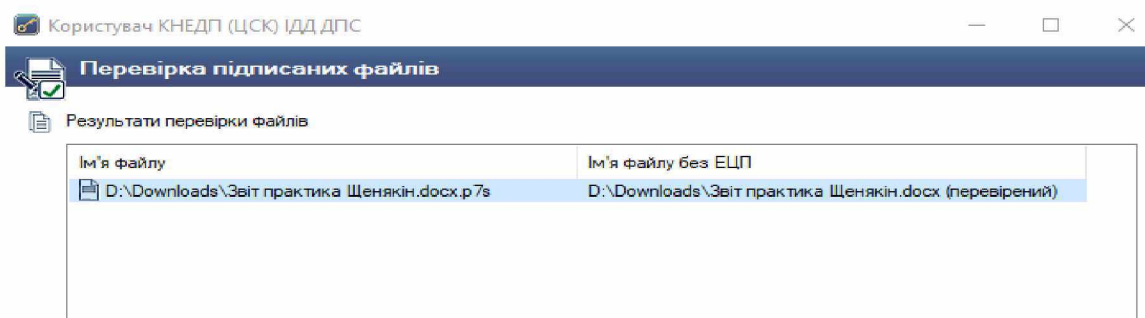 Користувач КНЕДП (ЦСК) ІДД ДПС
Перевірка підписаних файлів
Результати перевірки файлів
Ім'я файлу Ім'я файлу без ЕЦП
D:\Downloads\Звіт практика Щенякін.docx.p7s D:\Downloads\Звіт практика Щенякін.docx (перевірений)